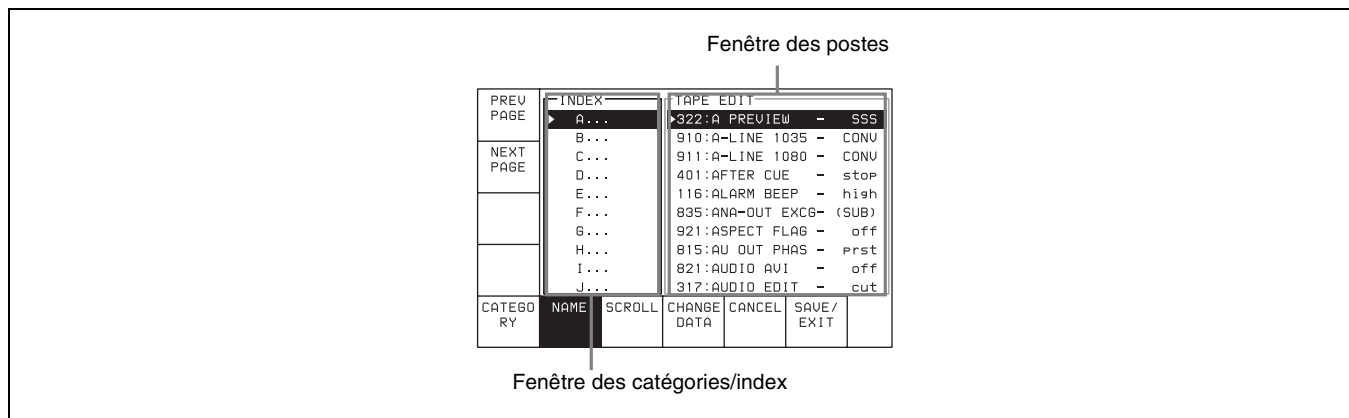 Fenêtre des postes
PREV PAGE
NEXT PAGE
INDEX
A...
B...
C...
D...
E...
F...
G...
H...
I...
J...
TAPE EDIT
322:A PREVIEW - SSS
910:A-LINE 1035 - CONV
911:A-LINE 1080 - CONV
401:AFTER CUE - stop
116:ALARM BEEP - high
835:ANA-OUT EXCG- (SUB)
921:ASPECT FLAG - off
815:AU OUT PHAS - prst
821:AUDIO AVI - off
317:AUDIO EDIT - cut
CATEGO RY
NAME
SCROLL
CHANGE DATA
CANCEL
SAVE/ EXIT
Fenêtre des catégories/index